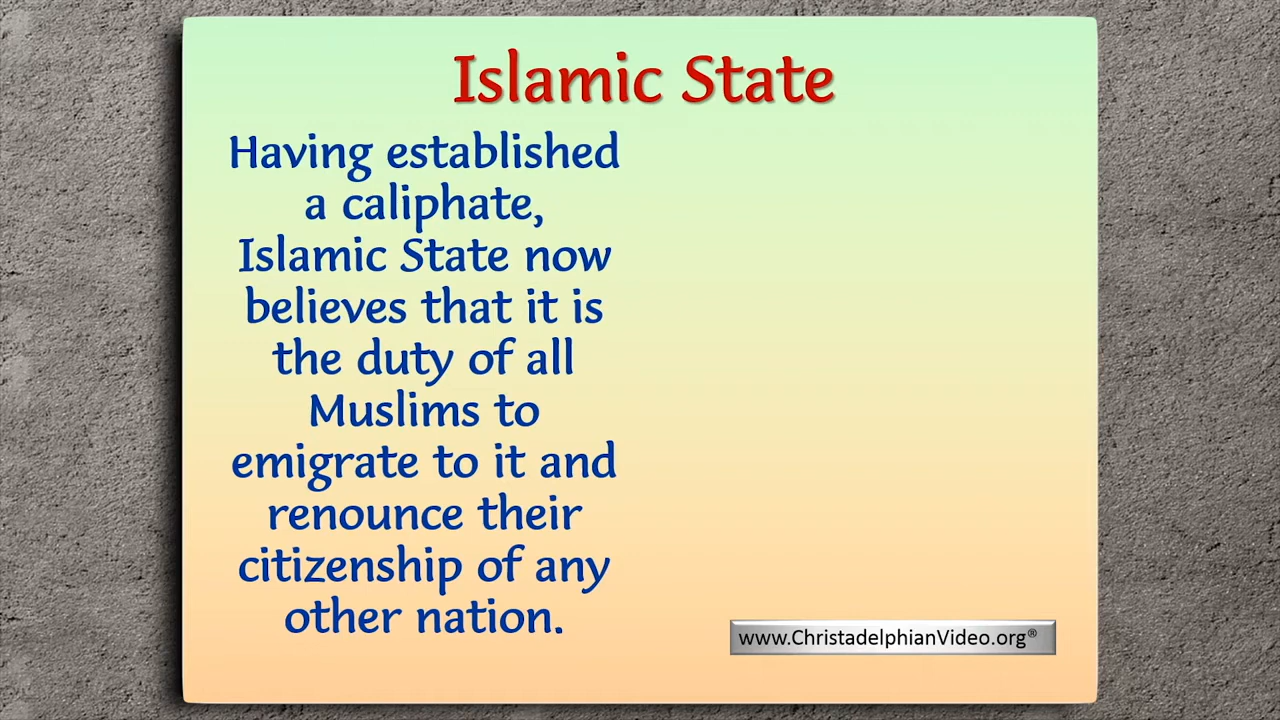 Islamic State
Having established
a caliphate,
Islamic State now
believes that it is
the duty of all
Muslims to
emigrate to it and
renounce their
citizenship of any
other nation.
www.ChristadelphianVideo.org®